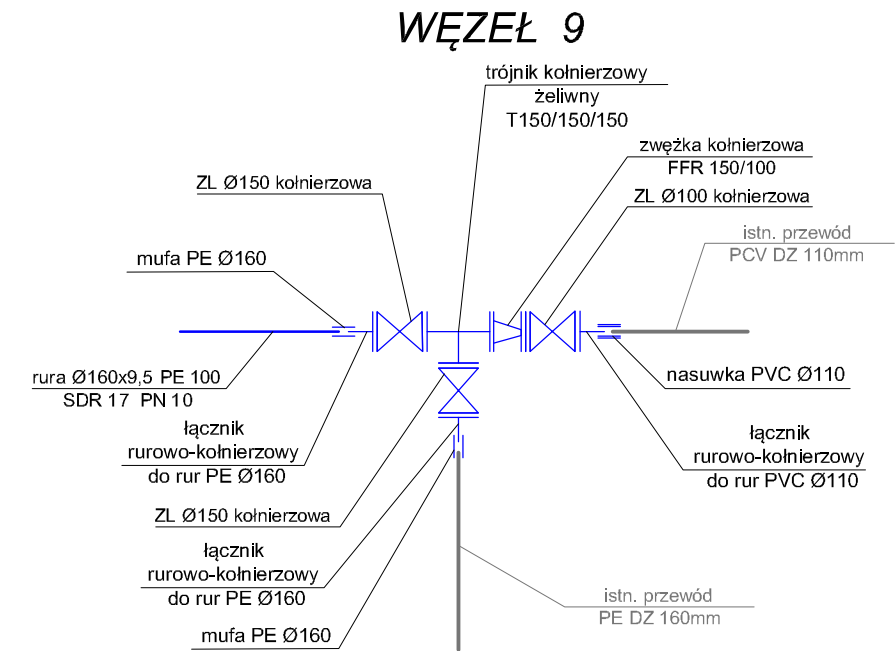 WĘZEŁ 9
trójnik kołnierzowy
żeliwny
T150/150/150
zwężka kołnierzowa
FFR 150/100
ZL Ø150 kołnierzowa
ZL Ø100 kołnierzowa
istn. przewód
PCV DZ 110mm
mufa PE Ø160
rura Ø160x9,5 PE 100
SDR 17 PN 10
nasuwka PVC Ø110
łącznik
rurowo-kołnierzowy
do rur PE Ø160
łącznik
rurowo-kołnierzowy
do rur PVC Ø110
ZL Ø150 kołnierzowa
łącznik
rurowo-kołnierzowy
do rur PE Ø160
istn. przewód
PE DZ 160mm
mufa PE Ø160